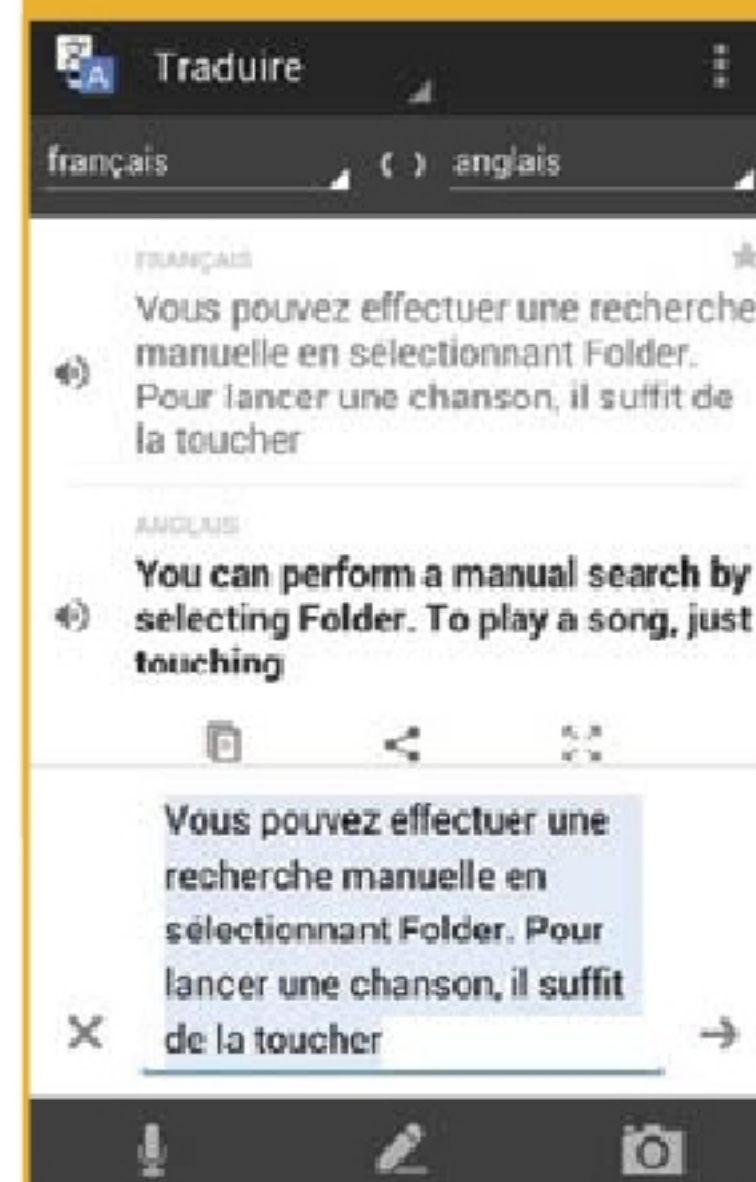 Traduire
français anglais
FRANÇAIS
Vous pouvez effectuer une recherche
manuelle en sélectionnant Folder.
Pour lancer une chanson, il suffit de
la toucher
ANGLAIS
You can perform a manual search by
selecting Folder. To play a song, just
touching
Vous pouvez effectuer une
recherche manuelle en
sélectionnant Folder. Pour
lancer une chanson, il suffit
de la toucher